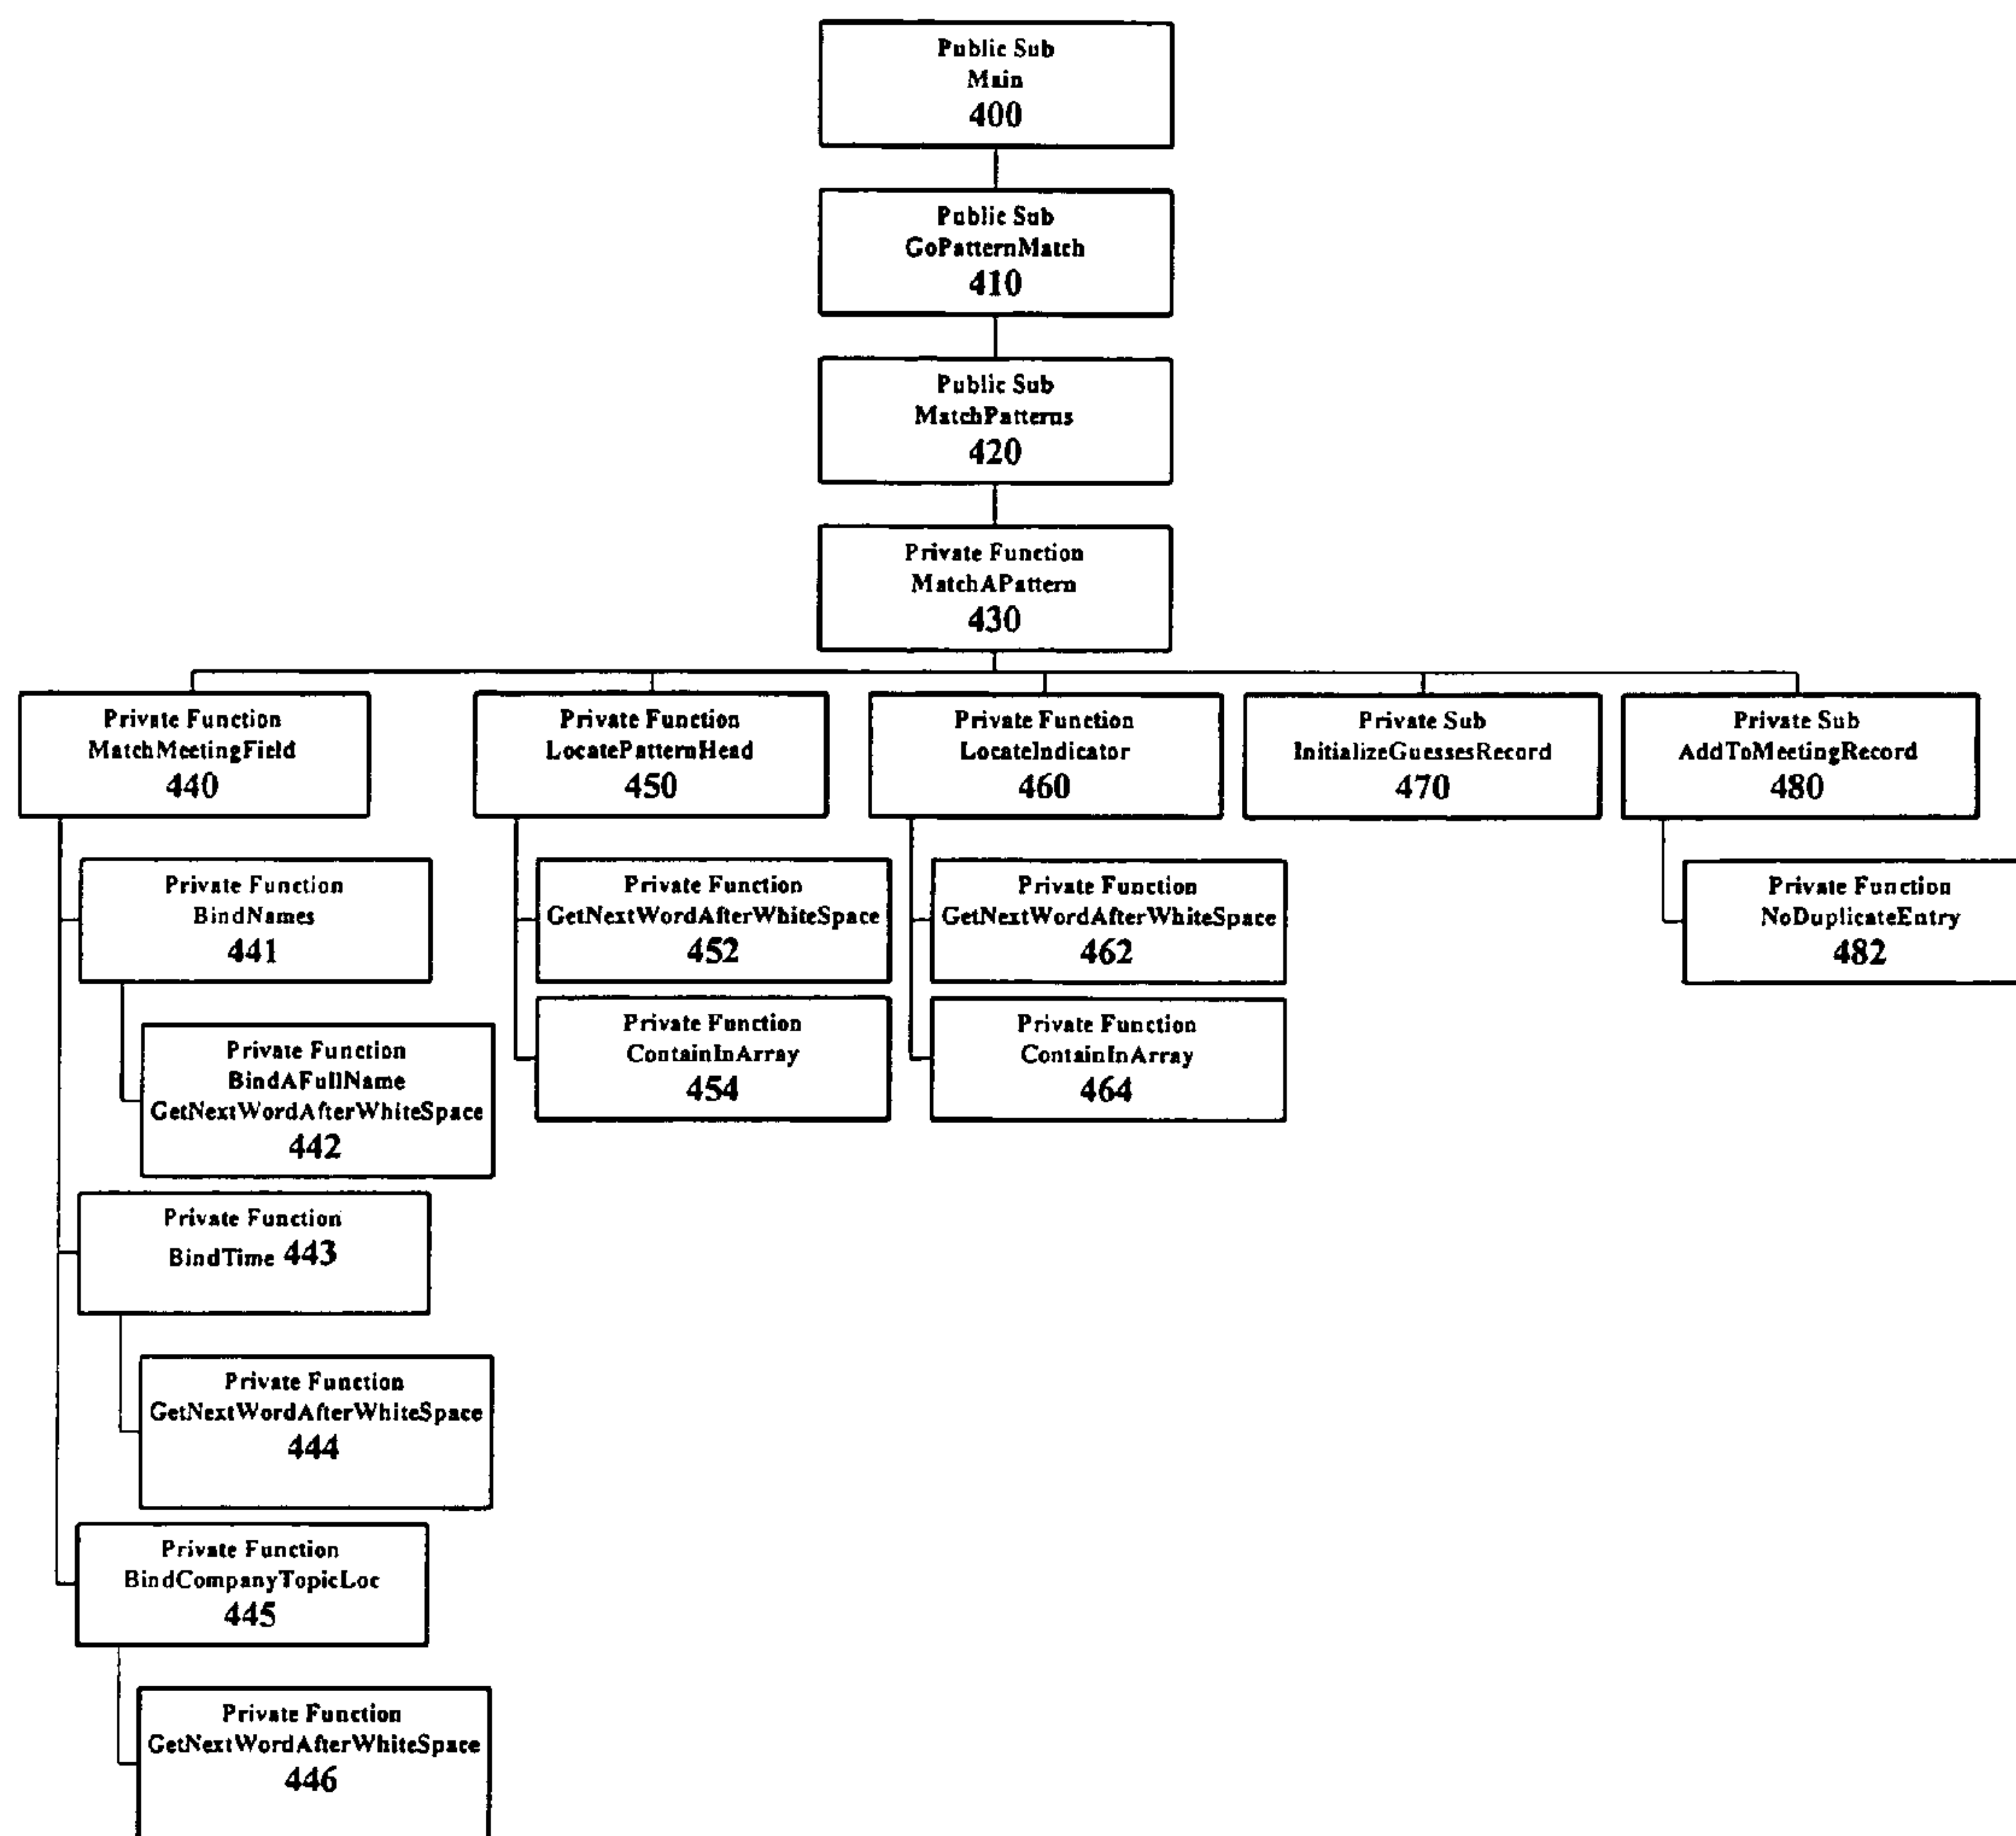 Public Sub
Main
400
Public Sub
GoPatternMatch
410
Public Sub
MatchPatterns
420
Private Function
MatchAPattern
430
Private Function
MatchMeetingField
440
Private Function
LocatePatternHead
450
Private Function
LocateIndicator
460
Private Sub
InitializeGuessesRecord
470
Private Sub
AddToMeetingRecord
480
Private Function
BindNames
441
Private Function
GetNextWordAfterWhiteSpace
452
Private Function
GetNextWordAfterWhiteSpace
462
Private Function
NoDuplicateEntry
482
Private Function
ContainInArray
454
Private Function
ContainInArray
464
Private Function
BindAFullName
GetNextWordAfterWhiteSpace
442
Private Function
BindTime 443
Private Function
GetNextWordAfterWhiteSpace
444
Private Function
BindCompanyTopicLoc
445
Private Function
GetNextWordAfterWhiteSpace
446